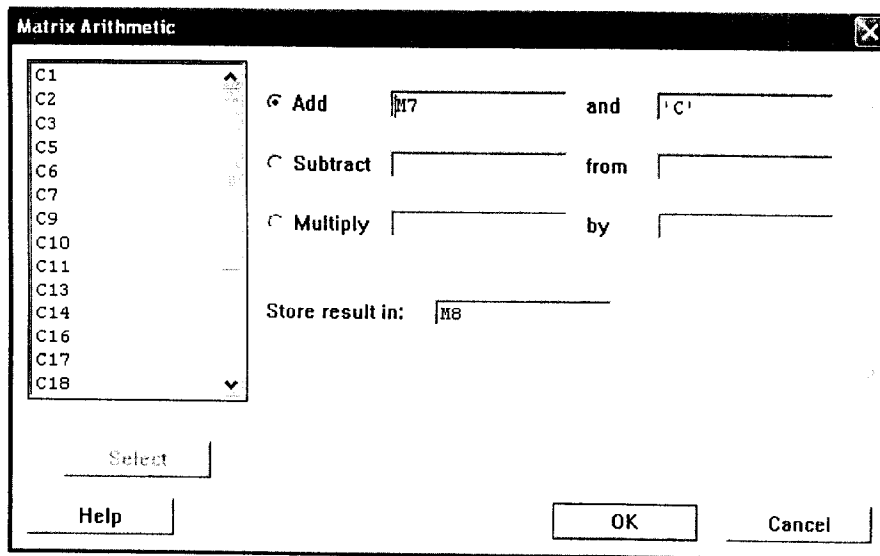 Matrix Arithmetic
C1
C2
C3
C5
C6
C7
C9
C10
C11
C13
C14
C16
C17
C18
Add M7 and 'C'
Subtract from
Multiply by
Store result in: M8
Select
Help
OK
Cancel